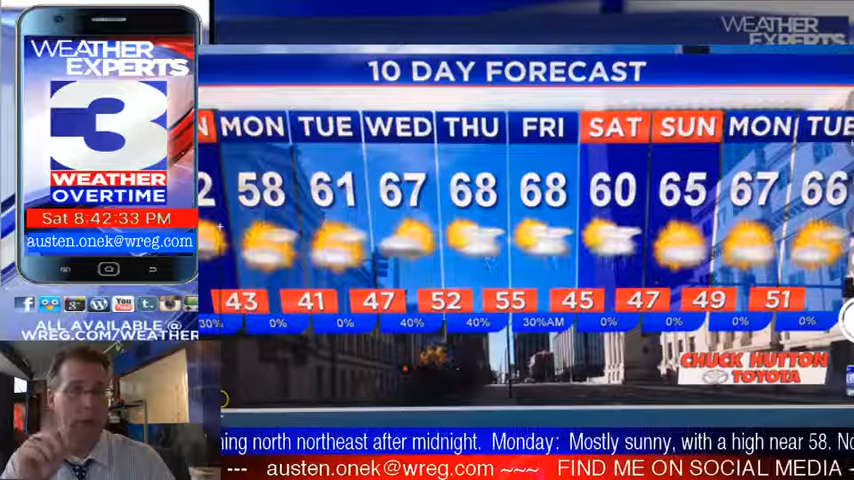 WEATHER
EXPERTS
3
WEATHER
OVERTIME
Sat 8:42:33 PM
austen.onek@wreg.com
ALL AVAILABLE @
WREG.COM/WEATHER
WEATHER
EXPERTS
10 DAY FORECAST
N MON TUE WED THU FRI SAT SUN MON TUE
2 58 61 67 68 68 60 65 67 66
43 41 47 52 55 45 47 49 51
30% 0% 0% 40% 40% 30%AM 0% 0% 0% 0%
CHUCK HUTTON
TOYOTA
ing north northeast after midnight. Monday: Mostly sunny, with a high near 58. No
--- austen.onek@wreg.com ~~~ FIND ME ON SOCIAL MEDIA -